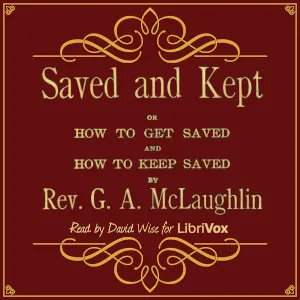 Saved and Kept
OR
HOW TO GET SAVED
AND
HOW TO KEEP SAVED
BY
Rev. G. A. McLaughlin
Read by David Wise for LibriVox